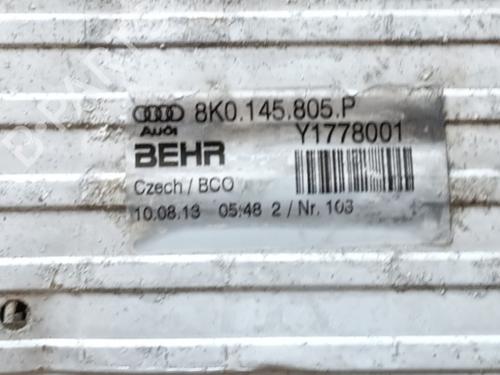 8K0.145.805.P
Audi Y1778001
BEHR
Czech / BCO
10.08.13 05:48 2 / Nr. 103